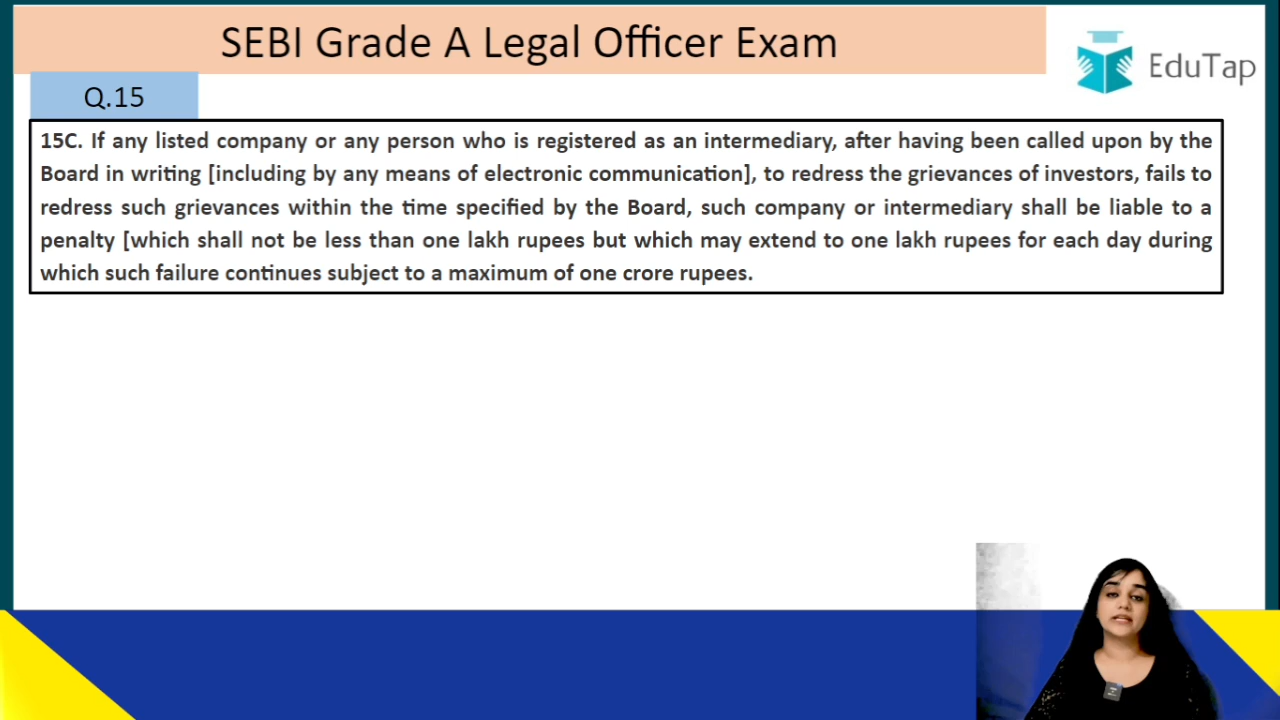 SEBI Grade A Legal Officer Exam
EduTap
Q.15
15C. If any listed company or any person who is registered as an intermediary, after having been called upon by the
Board in writing [including by any means of electronic communication], to redress the grievances of investors, fails to
redress such grievances within the time specified by the Board, such company or intermediary shall be liable to a
penalty [which shall not be less than one lakh rupees but which may extend to one lakh rupees for each day during
which such failure continues subject to a maximum of one crore rupees.